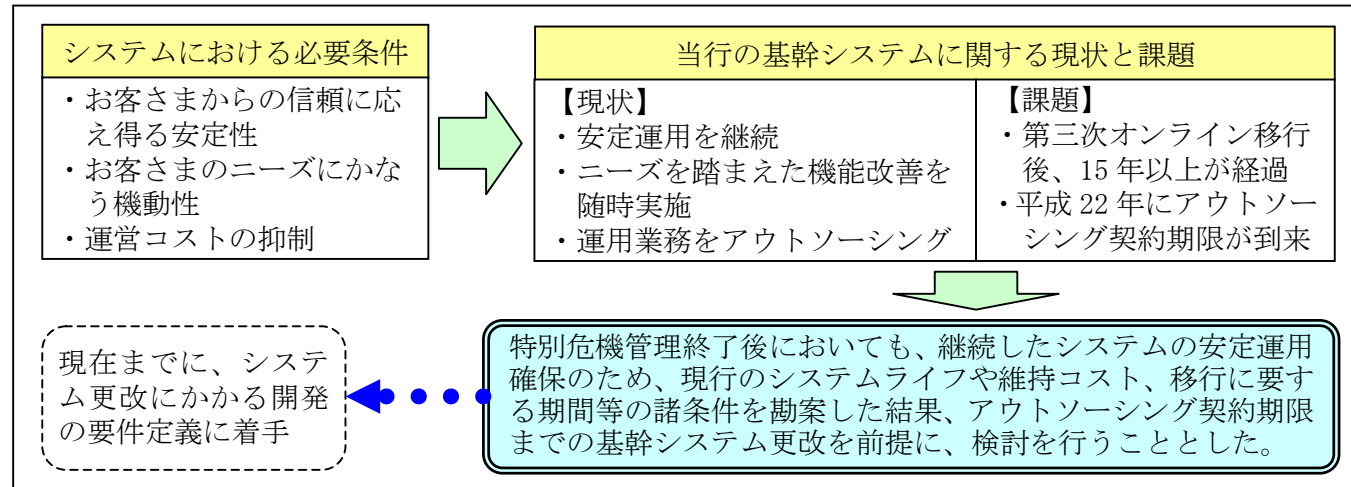 システムにおける必要条件
・お客さまからの信頼に応
え得る安定性
・お客さまのニーズにかな
う機動性
・運営コストの抑制
当行の基幹システムに関する現状と課題
【現状】
・安定運用を継続
・ニーズを踏まえた機能改善を
随時実施
・運用業務をアウトソーシング
【課題】
・第三次オンライン移行
後、15 年以上が経過
・平成 22 年にアウトソー
シング契約期限が到来
特別危機管理終了後においても、継続したシステムの安定運用
確保のため、現行のシステムライフや維持コスト、移行に要す
る期間等の諸条件を勘案した結果、アウトソーシング契約期限
までの基幹システム更改を前提に、検討を行うこととした。
現在までに、システ
ム更改にかかる開発
の要件定義に着手